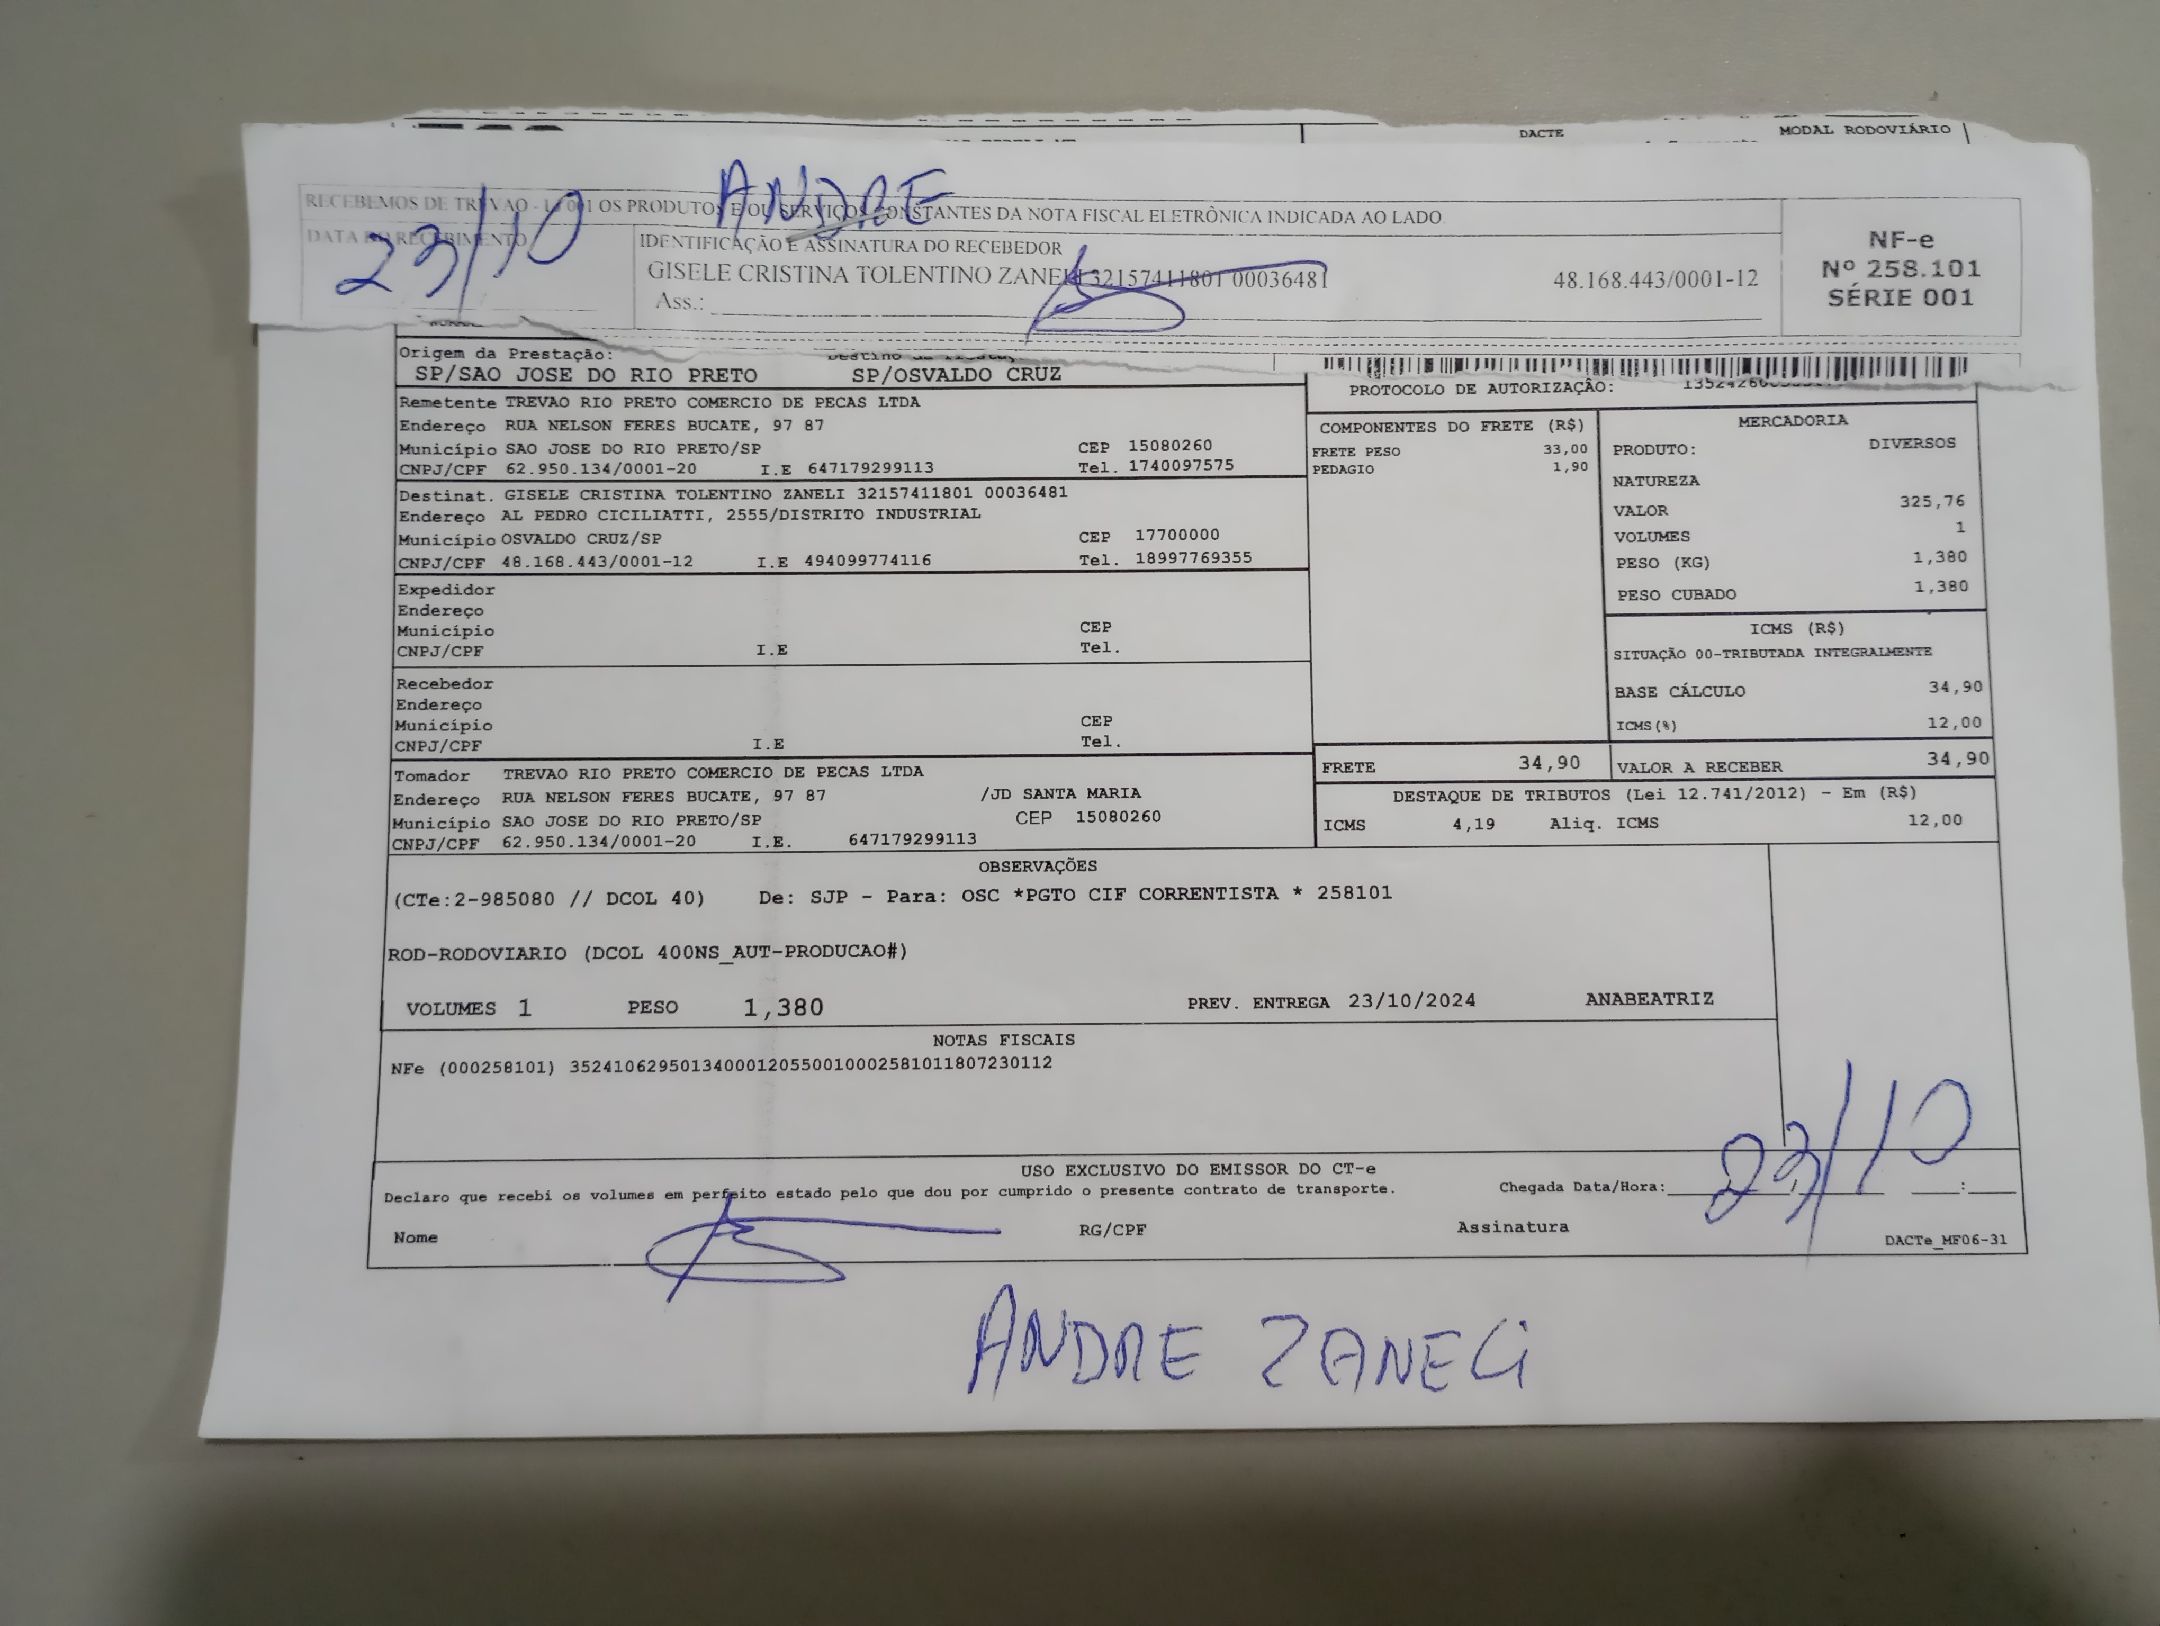 DACTE MODAL RODOVIÁRIO
ANDRE
RECEBEMOS DE TREVAO - LJ 001 OS PRODUTOS E/OU SERVIÇOS CONSTANTES DA NOTA FISCAL ELETRÔNICA INDICADA AO LADO
DATA DO RECEBIMENTO
23/10
IDENTIFICAÇÃO E ASSINATURA DO RECEBEDOR
GISELE CRISTINA TOLENTINO ZANELI 32157411801 00036481 48.168.443/0001-12
Ass.:
NF-e
Nº 258.101
SÉRIE 001
Origem da Prestação:
SP/SAO JOSE DO RIO PRETO SP/OSVALDO CRUZ
PROTOCOLO DE AUTORIZAÇÃO:
Remetente TREVAO RIO PRETO COMERCIO DE PECAS LTDA
Endereço RUA NELSON FERES BUCATE, 97 87
Município SAO JOSE DO RIO PRETO/SP CEP 15080260
CNPJ/CPF 62.950.134/0001-20 I.E 647179299113 Tel. 1740097575
Destinat. GISELE CRISTINA TOLENTINO ZANELI 32157411801 00036481
Endereço AL PEDRO CICILIATTI, 2555/DISTRITO INDUSTRIAL
Município OSVALDO CRUZ/SP CEP 17700000
CNPJ/CPF 48.168.443/0001-12 I.E 494099774116 Tel. 18997769355
Expedidor
Endereço
Município CEP
CNPJ/CPF I.E Tel.
Recebedor
Endereço
Município CEP
CNPJ/CPF I.E Tel.
Tomador TREVAO RIO PRETO COMERCIO DE PECAS LTDA
Endereço RUA NELSON FERES BUCATE, 97 87 /JD SANTA MARIA
Município SAO JOSE DO RIO PRETO/SP CEP 15080260
CNPJ/CPF 62.950.134/0001-20 I.E. 647179299113
COMPONENTES DO FRETE (R$)
FRETE PESO 33,00
PEDAGIO 1,90
MERCADORIA
PRODUTO: DIVERSOS
NATUREZA
VALOR 325,76
VOLUMES 1
PESO (KG) 1,380
PESO CUBADO 1,380
ICMS (R$)
SITUAÇÃO 00-TRIBUTADA INTEGRALMENTE
BASE CÁLCULO 34,90
ICMS(%) 12,00
FRETE 34,90 VALOR A RECEBER 34,90
DESTAQUE DE TRIBUTOS (Lei 12.741/2012) - Em (R$)
ICMS 4,19 Aliq. ICMS 12,00
OBSERVAÇÕES
(CTe:2-985080 // DCOL 40) De: SJP - Para: OSC *PGTO CIF CORRENTISTA * 258101
ROD-RODOVIARIO (DCOL 400NS_AUT-PRODUCAO#)
VOLUMES 1 PESO 1,380 PREV. ENTREGA 23/10/2024 ANABEATRIZ
NOTAS FISCAIS
NFe (000258101) 35241062950134000120550010002581011807230112
USO EXCLUSIVO DO EMISSOR DO CT-e
Declaro que recebi os volumes em perfeito estado pelo que dou por cumprido o presente contrato de transporte. Chegada Data/Hora: 23/10
Nome RG/CPF Assinatura
DACTe_MF06-31
ANDRE ZANELI